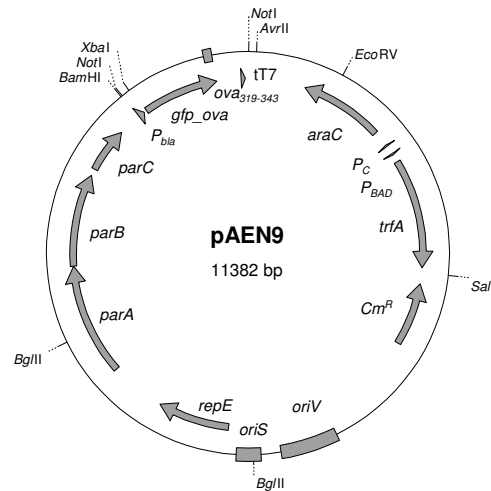 NotI
AvrII
XbaI
NotI
BamHI
EcoRV
tT7
ova319-343
gfp_ova
araC
Pbla
parC
PC
PBAD
parB
pAEN9
11382 bp
trfA
Sal
parA
CmR
BglII
repE
oriS
oriV
BglII